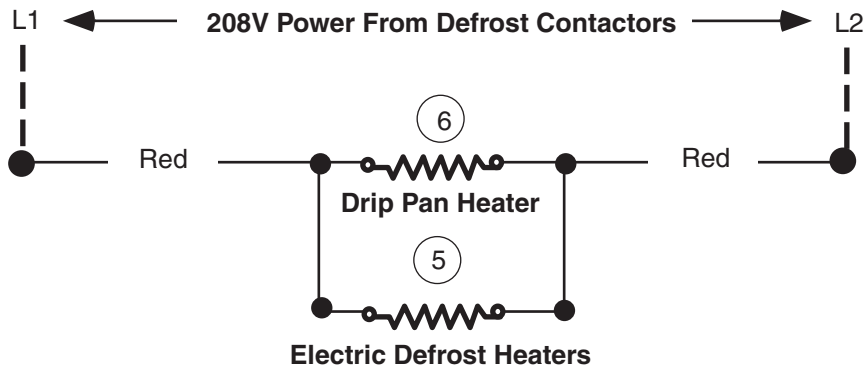 L1 208V Power From Defrost Contactors L2
6
Red Red
Drip Pan Heater
5
Electric Defrost Heaters